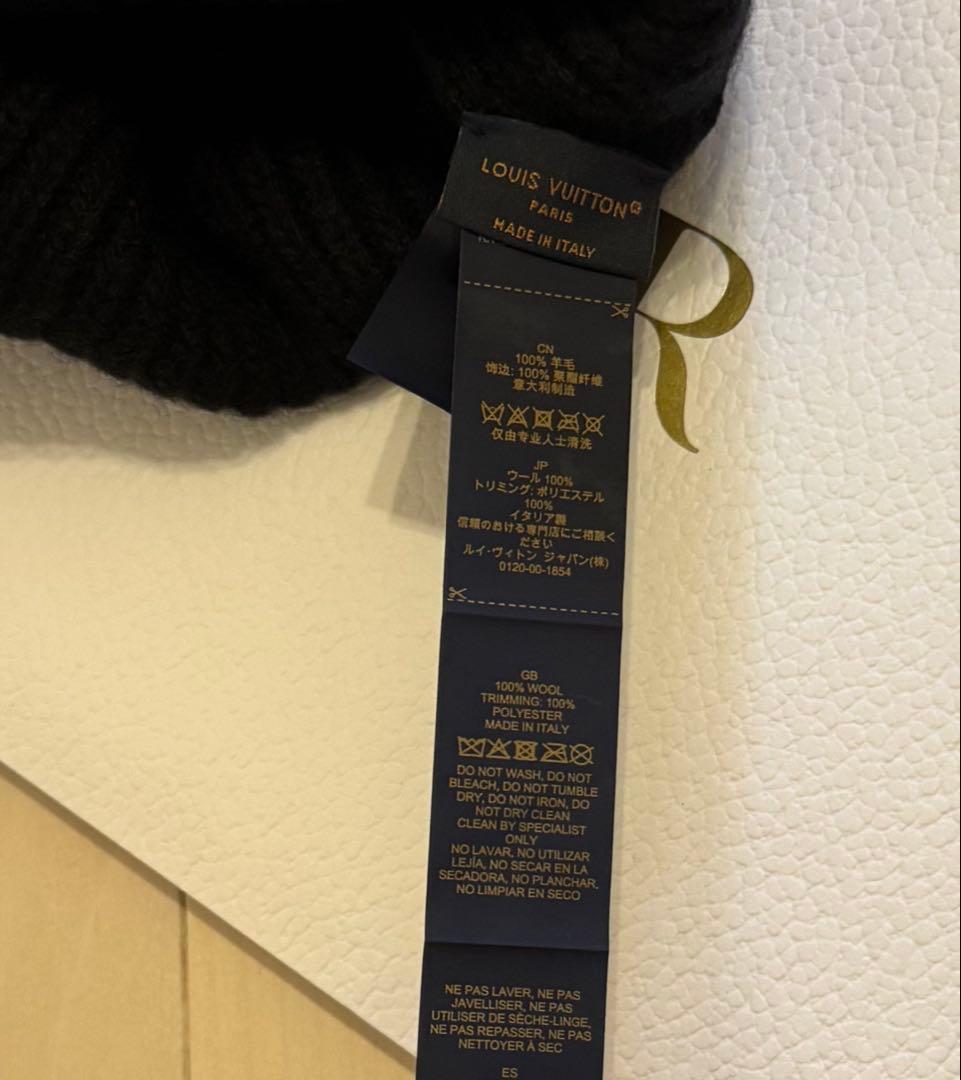 LOUIS VUITTON
PARIS
MADE IN ITALY
R
CN
100% 羊毛
饰边: 100% 聚酯纤维
意大利制造
仅由专业人士清洗
JP
ウール 100%
トリミング: ポリエステル
100%
イタリア製
信頼のおける専門店にご相談く
ださい
ルイ･ヴィトン ジャパン(株)
0120-00-1854
GB
100% WOOL
TRIMMING: 100%
POLYESTER
MADE IN ITALY
DO NOT WASH, DO NOT
BLEACH, DO NOT TUMBLE
DRY, DO NOT IRON, DO
NOT DRY CLEAN
CLEAN BY SPECIALIST
ONLY
NO LAVAR, NO UTILIZAR
LEJÍA, NO SECAR EN LA
SECADORA, NO PLANCHAR,
NO LIMPIAR EN SECO
NE PAS LAVER, NE PAS
JAVELLISER, NE PAS
UTILISER DE SÈCHE-LINGE,
NE PAS REPASSER, NE PAS
NETTOYER À SEC
ES